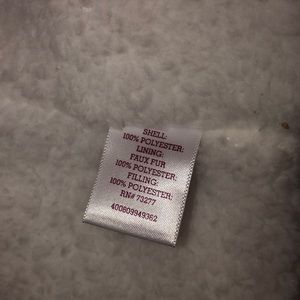 SHELL:
100% POLYESTER:
LINING:
FAUX FUR
100% POLYESTER:
FILLING:
100% POLYESTER:
RN# 73277
400809949362